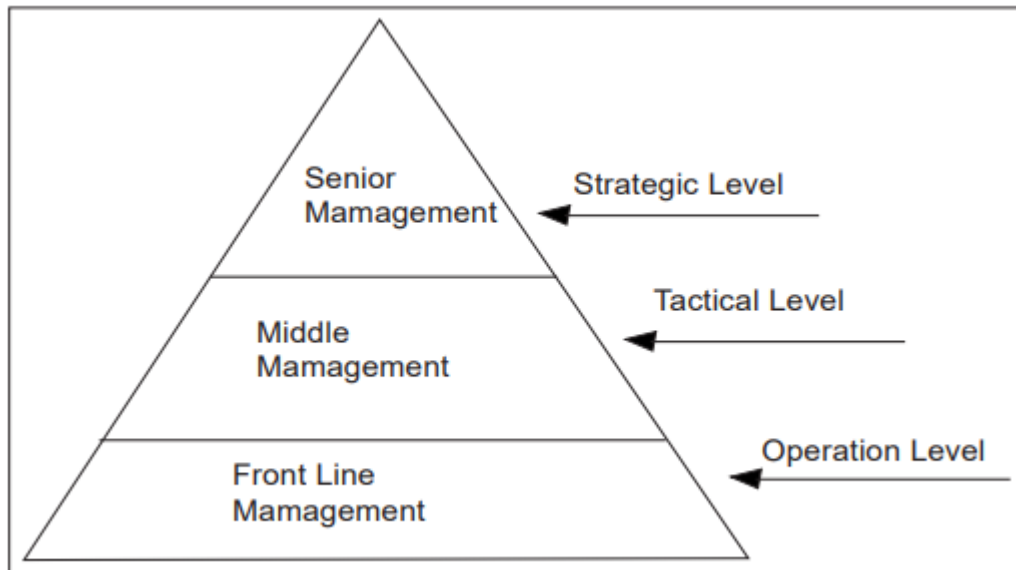 Senior
Mamagement
Strategic Level
Middle
Mamagement
Tactical Level
Front Line
Mamagement
Operation Level